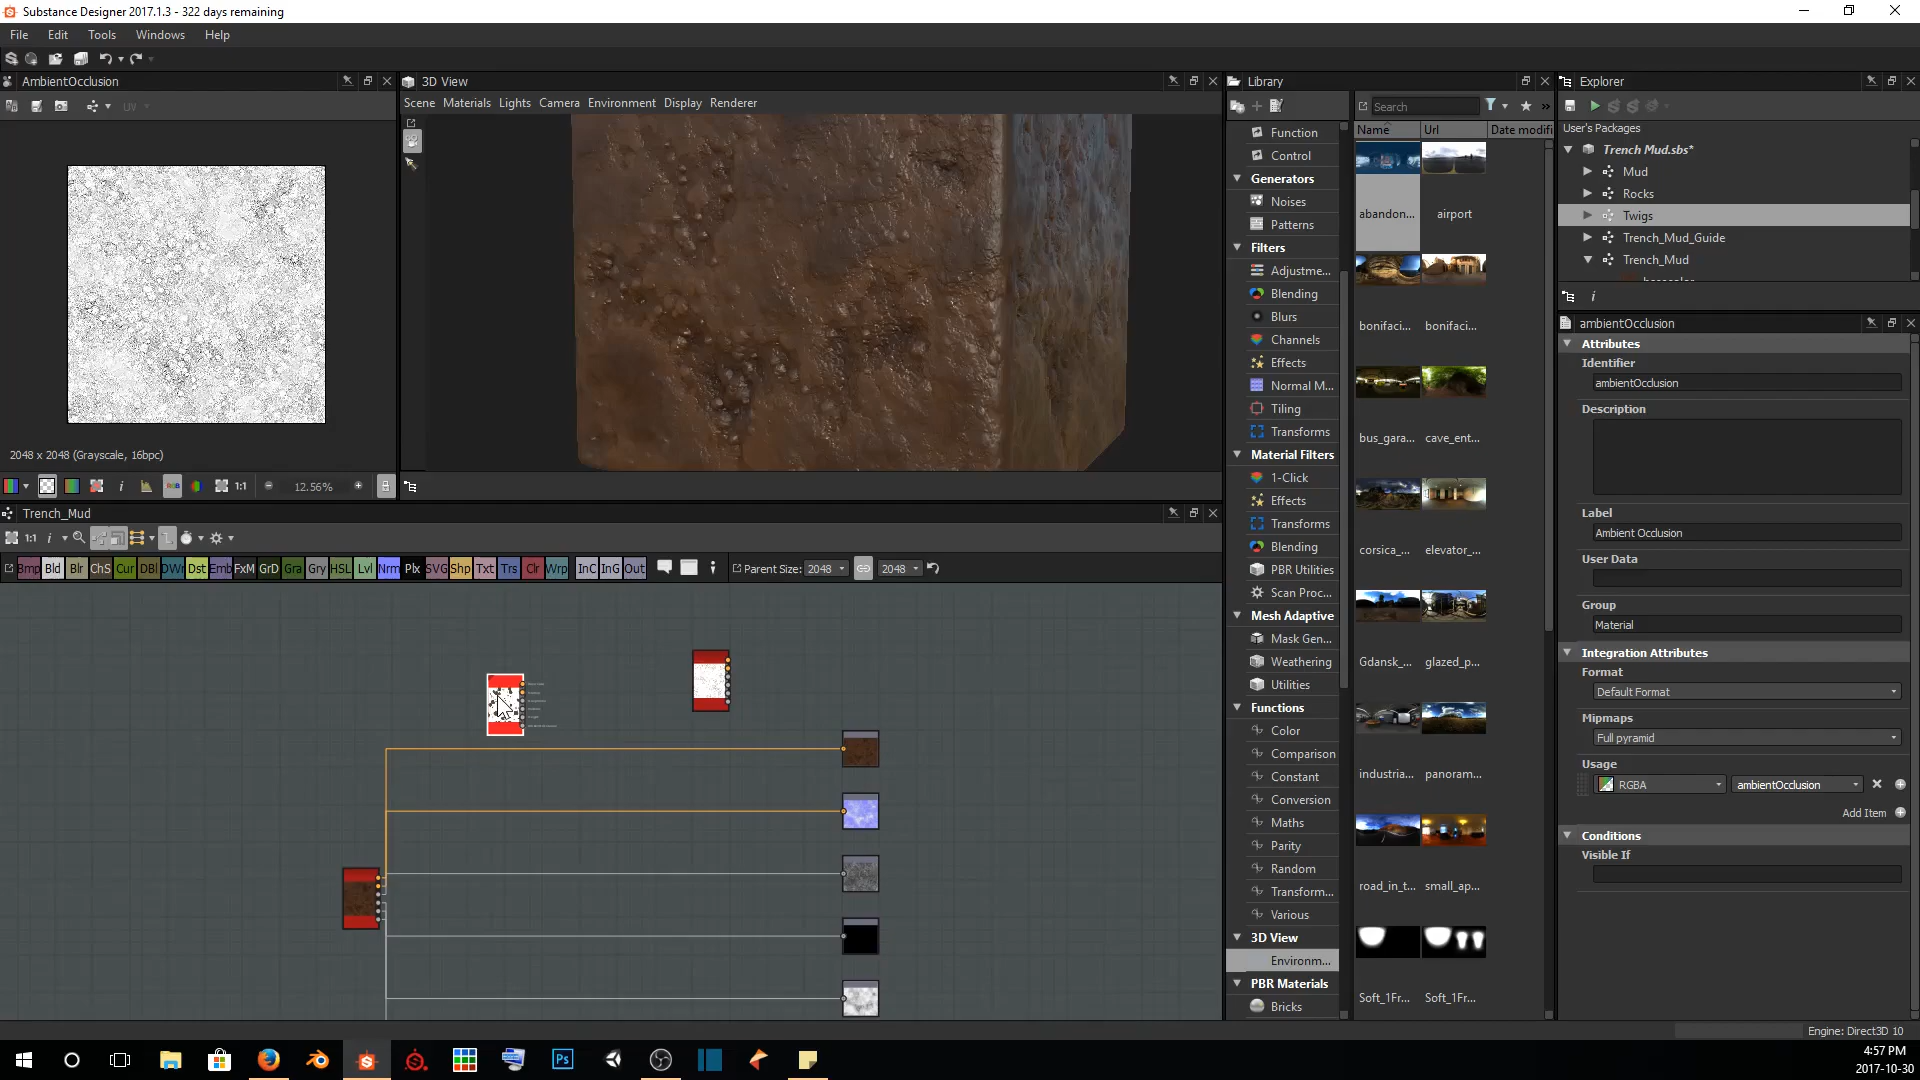 Substance Designer 2017.1.3 - 322 days remaining
File Edit Tools Windows Help
AmbientOcclusion
UV
2048 x 2048 (Grayscale, 16bpc)
RGB
1:1
12.56%
3D View
Scene Materials Lights Camera Environment Display Renderer
Trench_Mud
1:1
Bmp Bld Blr ChS Cur DBl DWr Dst Emb FxM GrD Gra Gry HSL Lvl Nrm Plx SVG Shp Txt Trs Clr Wrp InC InG Out
Parent Size: 2048 2048
Library
Function
Control
Generators
Noises
Patterns
Filters
Adjustme...
Blending
Blurs
Channels
Effects
Normal M...
Tiling
Transforms
Material Filters
1-Click
Effects
Transforms
Blending
PBR Utilities
Scan Proc...
Mesh Adaptive
Mask Gen...
Weathering
Utilities
Functions
Color
Comparison
Constant
Conversion
Maths
Parity
Random
Transform...
Various
3D View
Environm...
PBR Materials
Bricks
Search
Name Url Date modifi
abandon... airport
bonifaci... bonifaci...
bus_gara... cave_ent...
corsica_... elevator_...
Gdansk_... glazed_p...
industria... panoram...
road_in_t... small_ap...
Soft_1Fr... Soft_1Fr...
Explorer
User's Packages
Trench Mud.sbs*
Mud
Rocks
Twigs
Trench_Mud_Guide
Trench_Mud
ambientOcclusion
Attributes
Identifier
ambientOcclusion
Description
Label
Ambient Occlusion
User Data
Group
Material
Integration Attributes
Format
Default Format
Mipmaps
Full pyramid
Usage
RGBA ambientOcclusion
Add Item
Conditions
Visible If
Engine: Direct3D 10
Ps
4:57 PM
2017-10-30